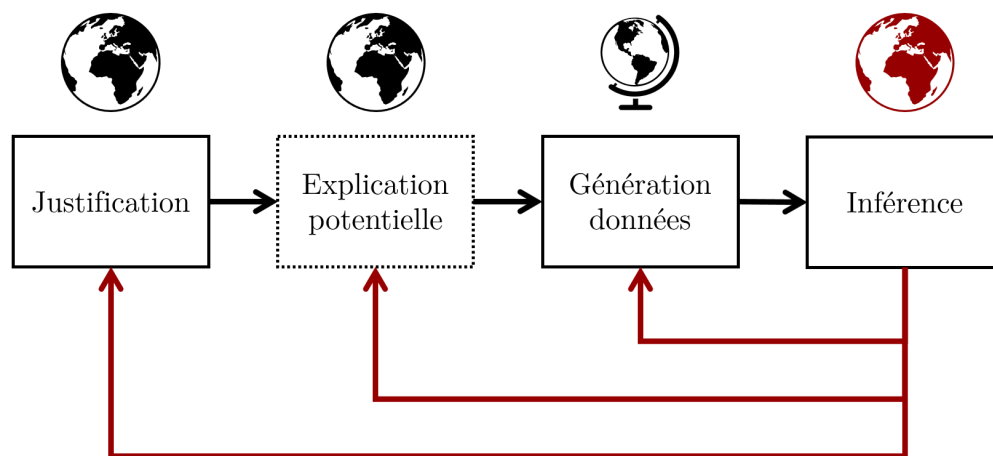 Justification
Explication
potentielle
Génération
données
Inférence